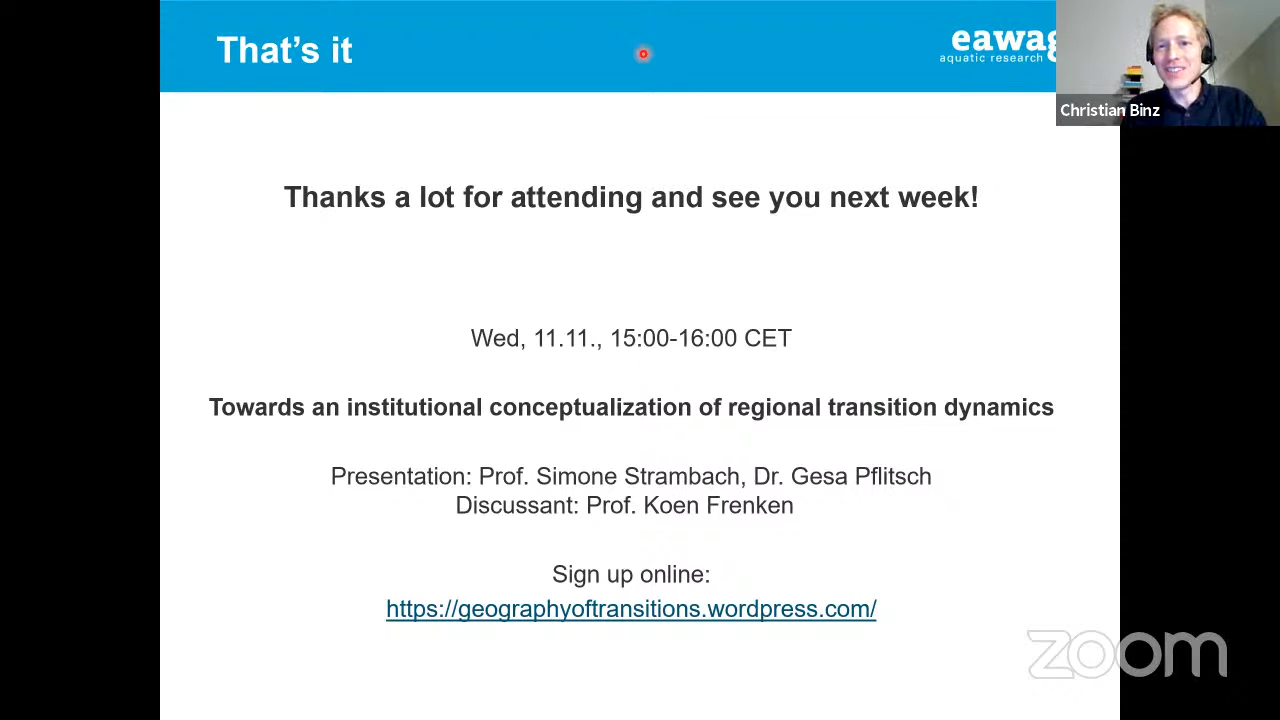 That's it
eawag
aquatic research
Christian Binz
Thanks a lot for attending and see you next week!
Wed, 11.11., 15:00-16:00 CET
Towards an institutional conceptualization of regional transition dynamics
Presentation: Prof. Simone Strambach, Dr. Gesa Pflitsch
Discussant: Prof. Koen Frenken
Sign up online:
https://geographyoftransitions.wordpress.com/
zoom